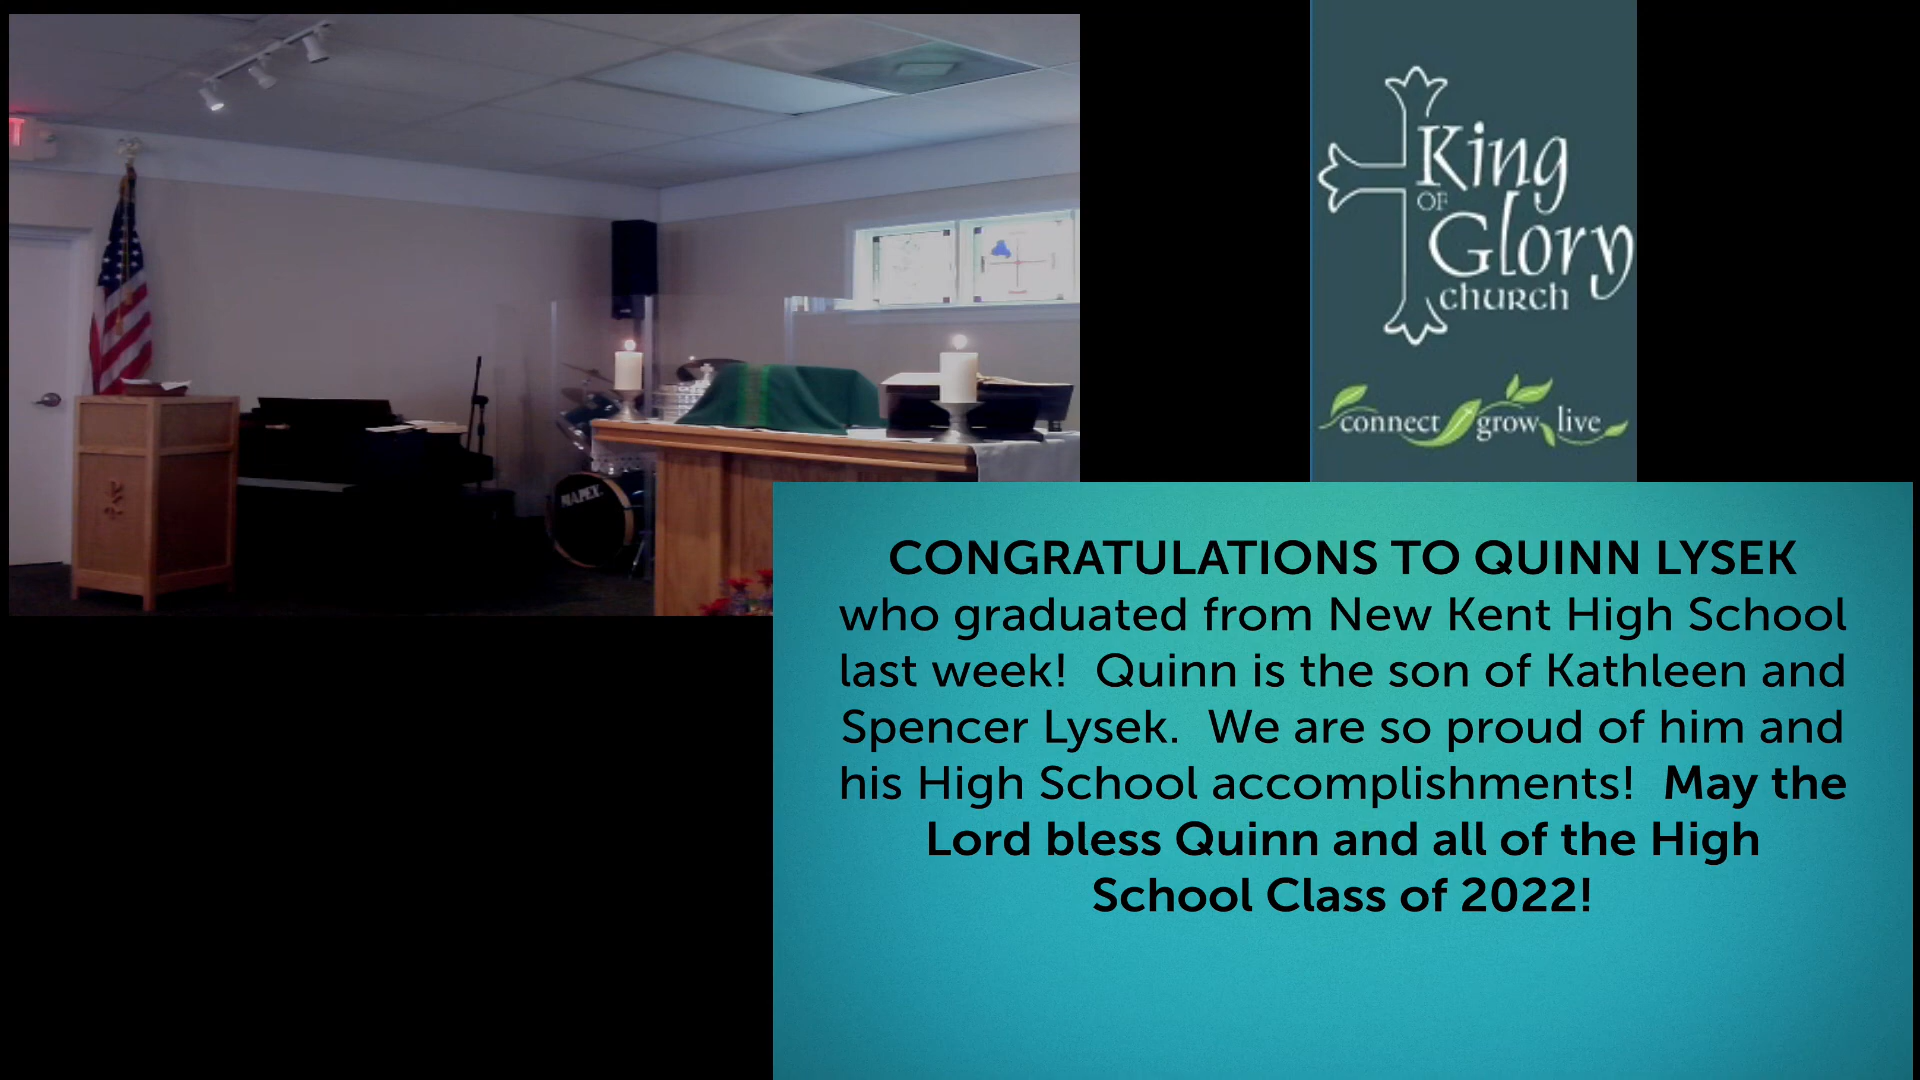 MAPEX
King
OF
Glory
church
connect grow live
CONGRATULATIONS TO QUINN LYSEK
who graduated from New Kent High School
last week!  Quinn is the son of Kathleen and
Spencer Lysek.  We are so proud of him and
his High School accomplishments!  May the
Lord bless Quinn and all of the High
School Class of 2022!